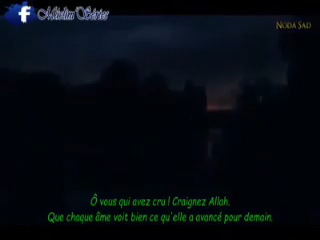 Moslim Séries
NODA SAD
Ô vous qui avez cru ! Craignez Allah.
Que chaque âme voit bien ce qu'elle a avancé pour demain.